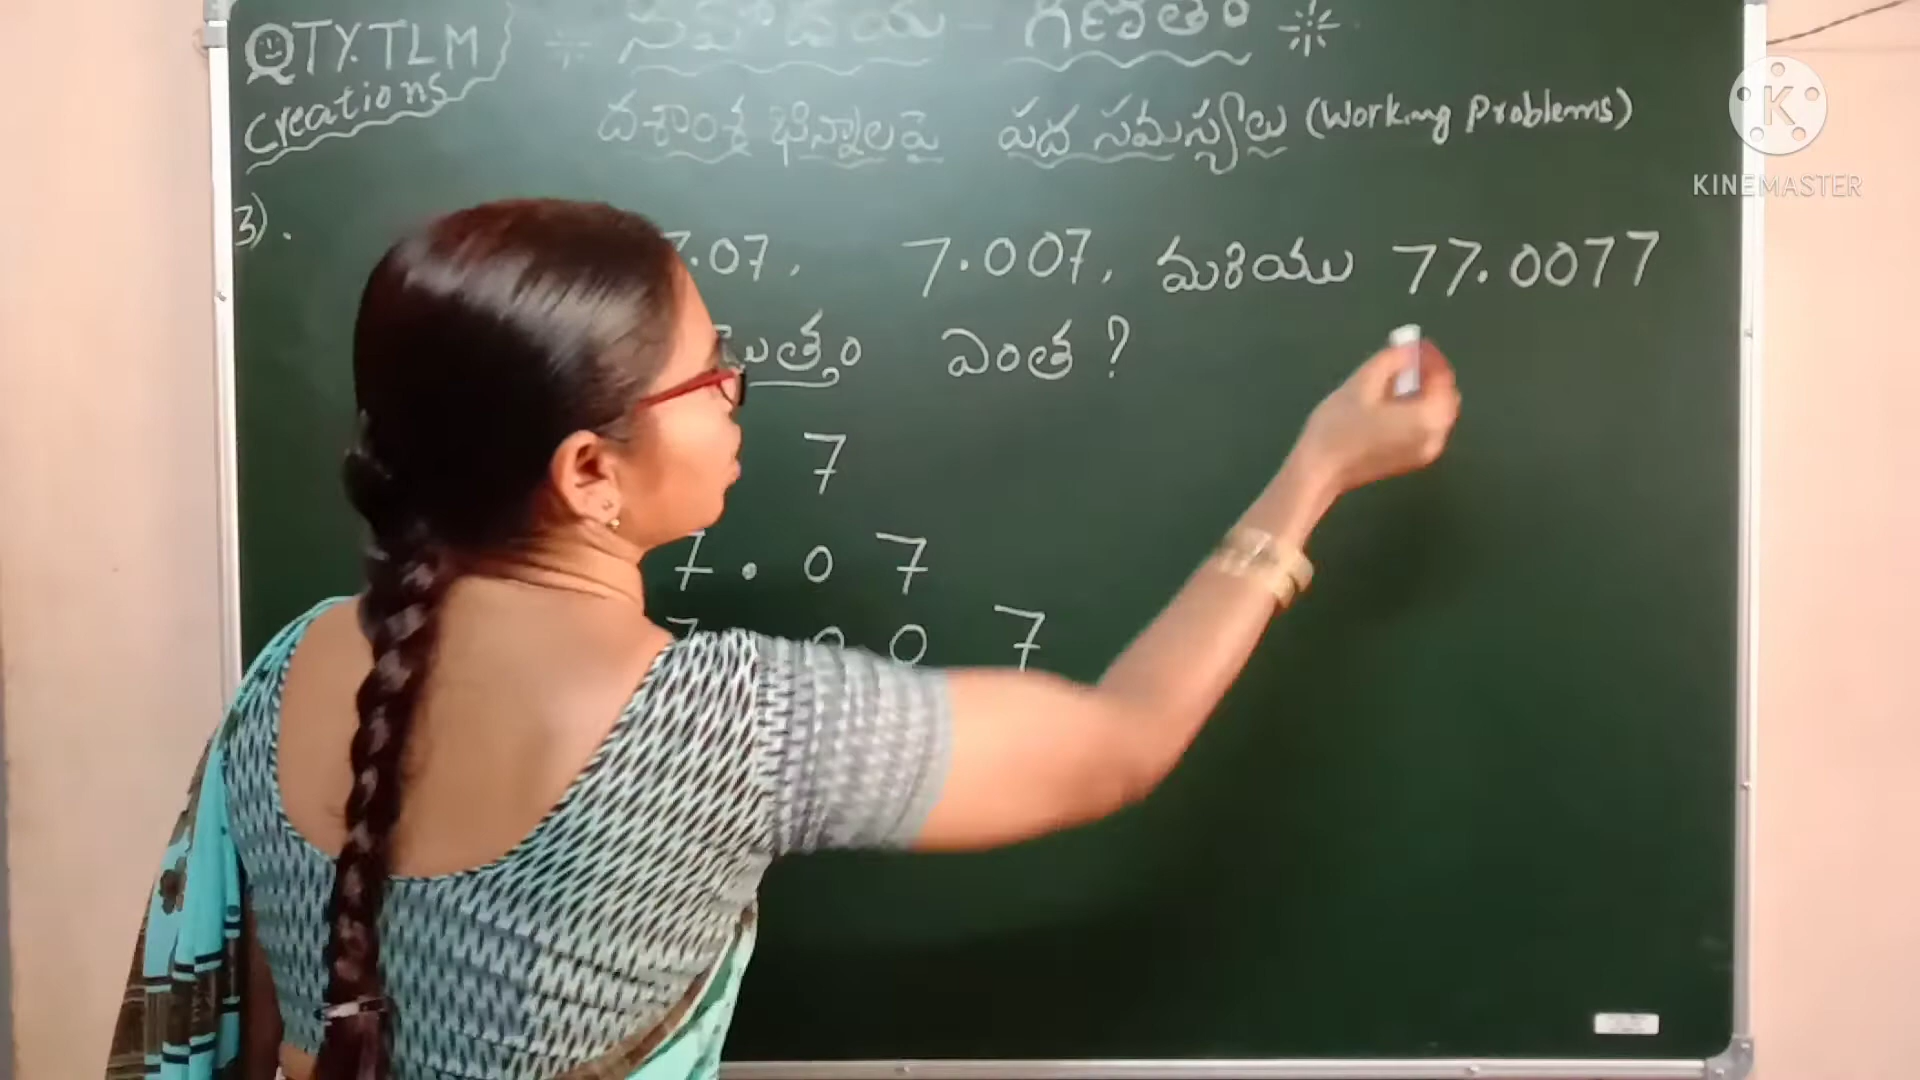 QTY.TLM
Creations
నవోదయ - గణితం
దశాంశ భిన్నాలపై పద సమస్యలు (Working Problems)
3). 7.07, 7.007, మరియు 77.0077
మొత్తం ఎంత ?
7
7.07
7.007
K
KINEMASTER